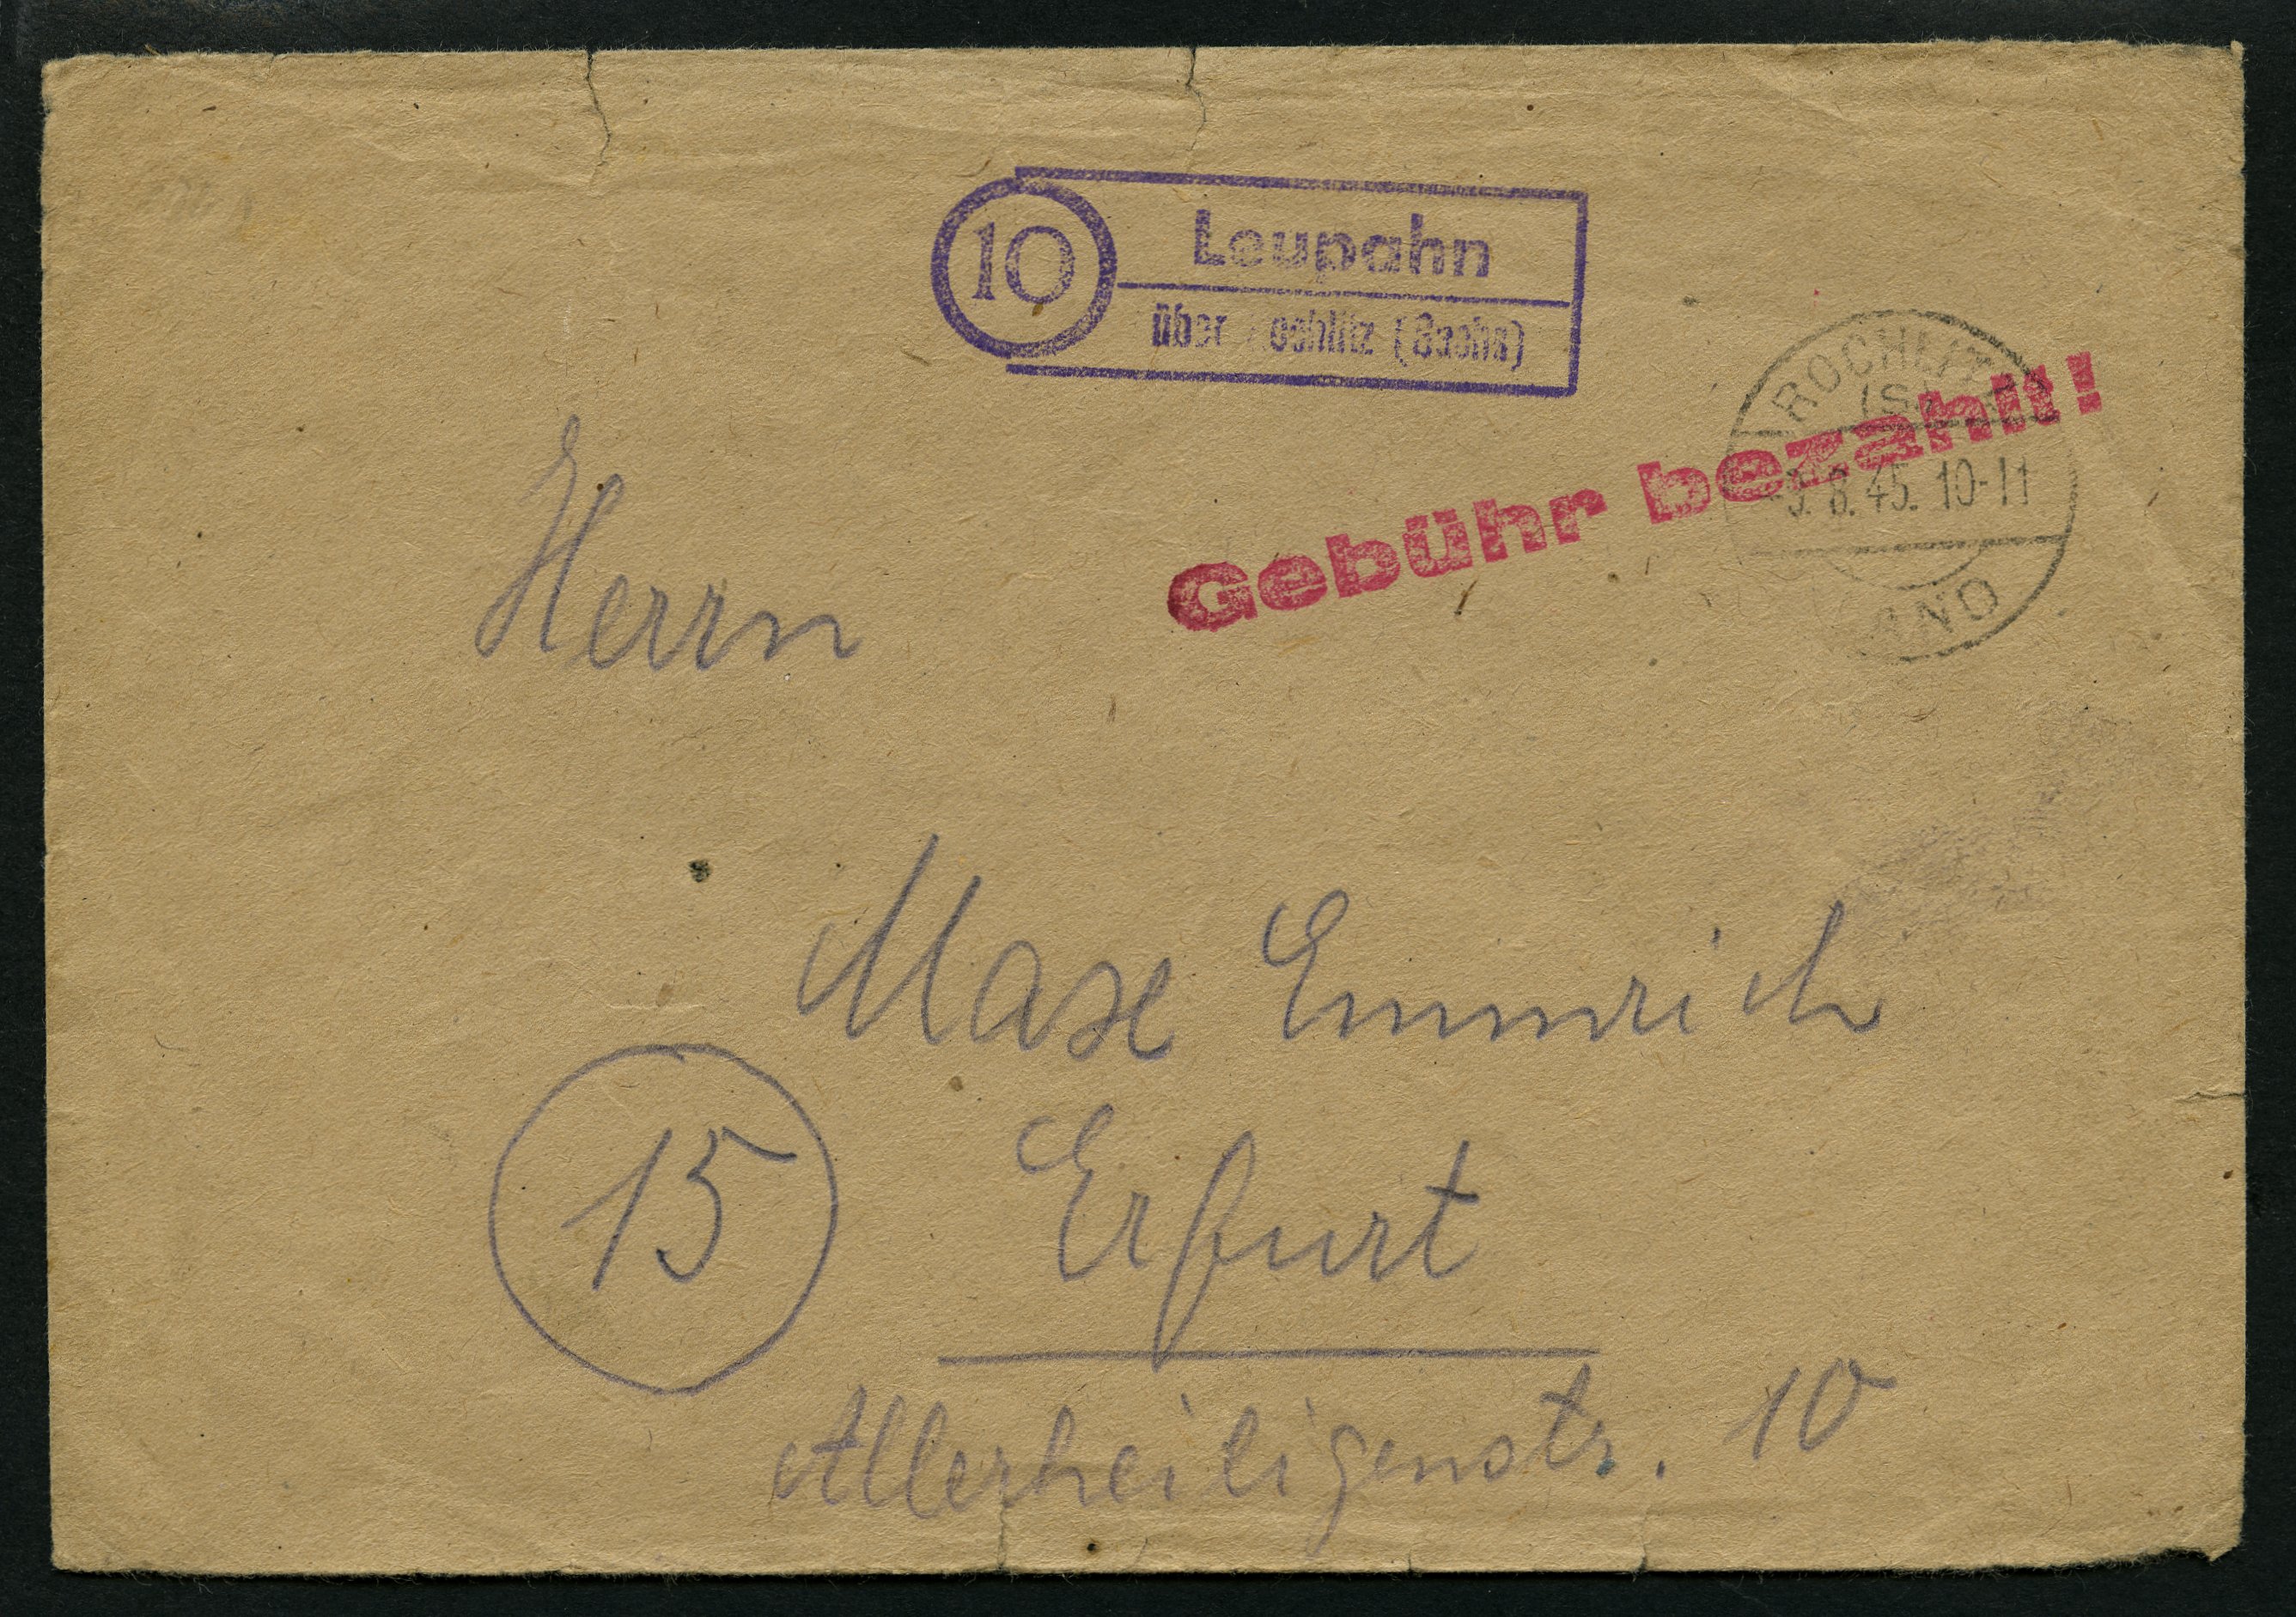 10
Leupahn
über Rochlitz (Sachs)
ROCHLITZ
(S)
-3.8.45. 10-11
LAND
Gebühr bezahlt!
Herrn
Max Emmrich
15
Erfurt
Allerheiligenstr. 10